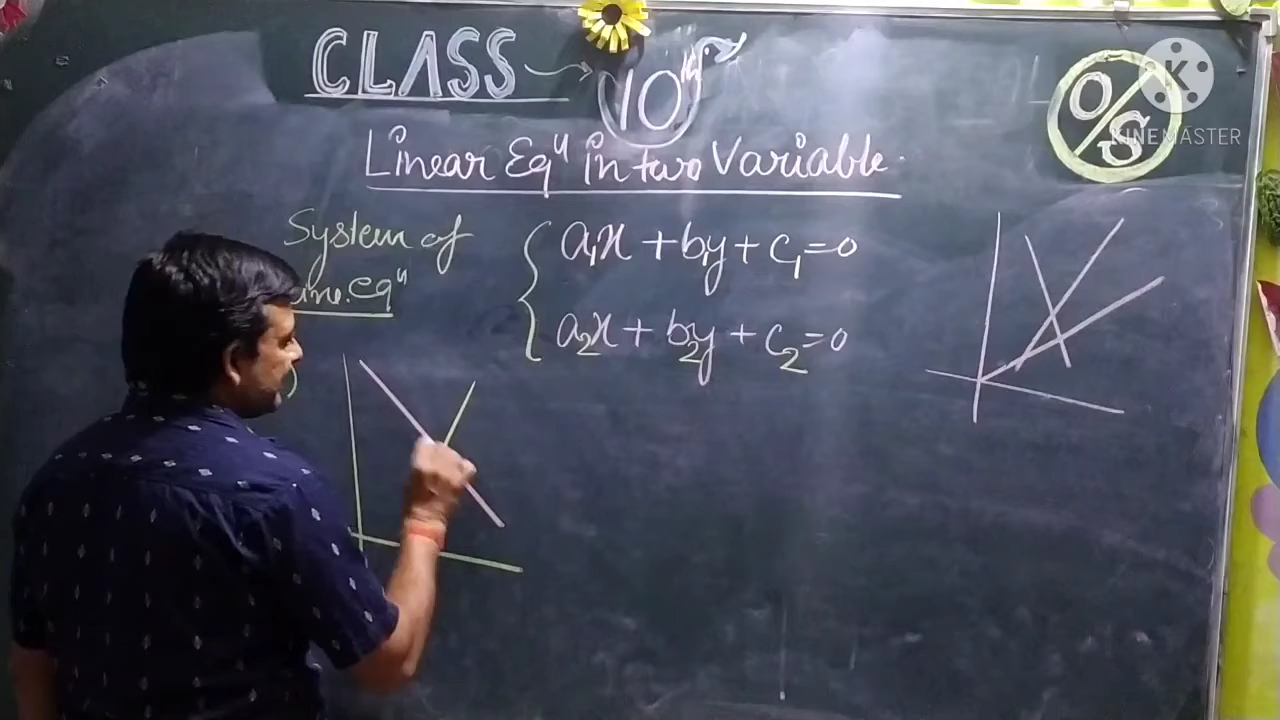 CLASS → 10th
Linear Eqn in two Variable.
System of
eqn
a₁x + b₁y + c₁ = 0
a₂x + b₂y + c₂ = 0
O/S
K
KINEMASTER